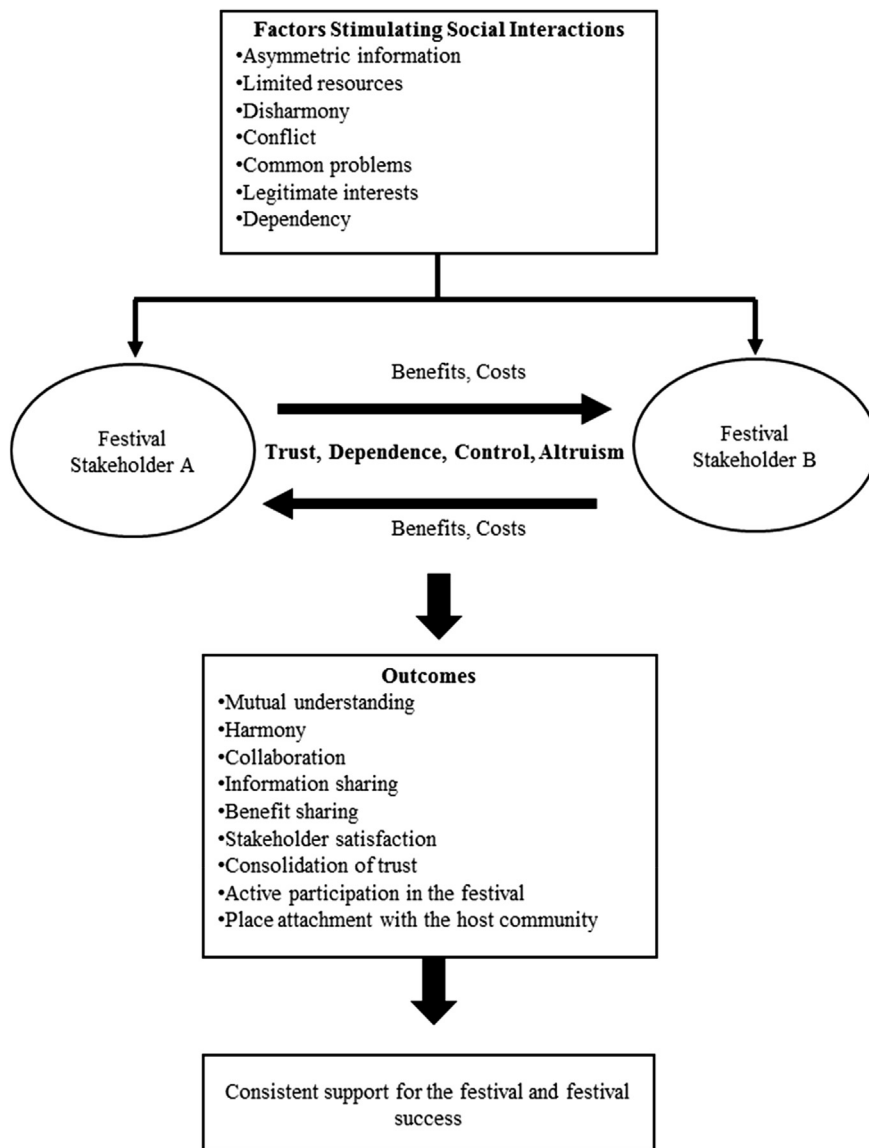 Factors Stimulating Social Interactions
•Asymmetric information
•Limited resources
•Disharmony
•Conflict
•Common problems
•Legitimate interests
•Dependency
Benefits, Costs
Festival
Stakeholder A
Trust, Dependence, Control, Altruism
Festival
Stakeholder B
Benefits, Costs
Outcomes
•Mutual understanding
•Harmony
•Collaboration
•Information sharing
•Benefit sharing
•Stakeholder satisfaction
•Consolidation of trust
•Active participation in the festival
•Place attachment with the host community
Consistent support for the festival and festival
success